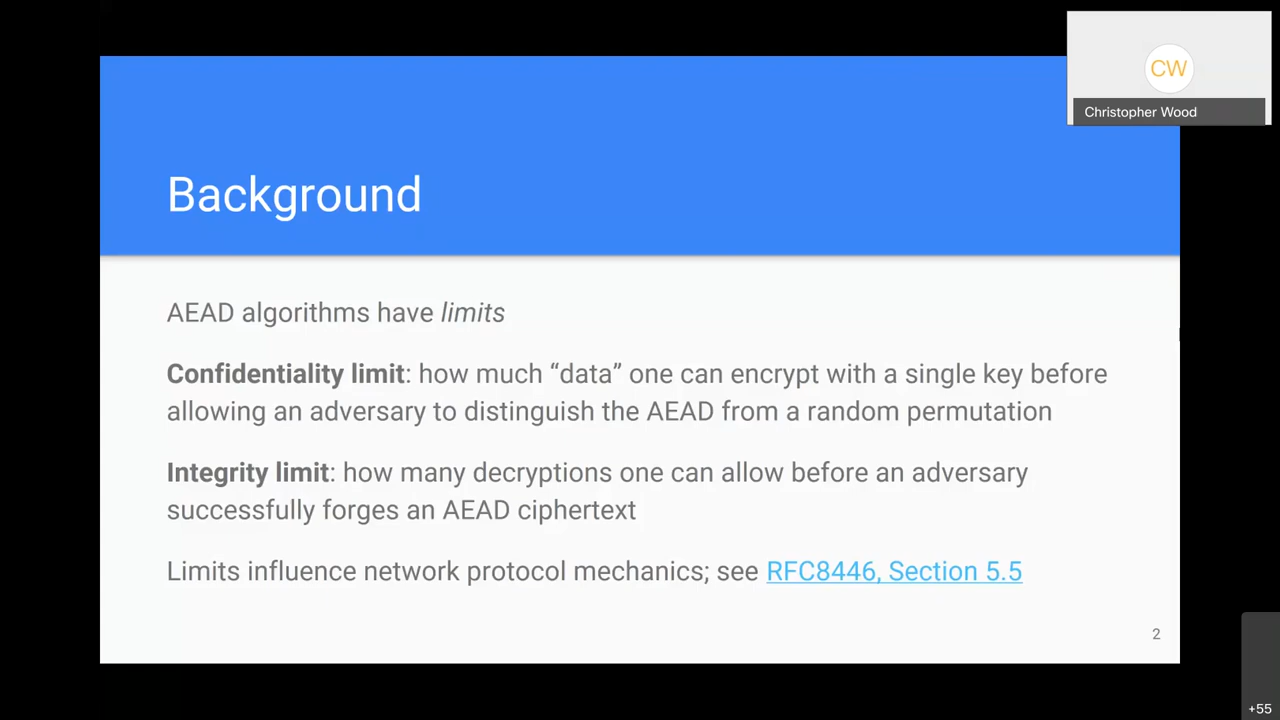 CW
Christopher Wood
Background
AEAD algorithms have limits
Confidentiality limit: how much “data” one can encrypt with a single key before
allowing an adversary to distinguish the AEAD from a random permutation
Integrity limit: how many decryptions one can allow before an adversary
successfully forges an AEAD ciphertext
Limits influence network protocol mechanics; see RFC8446, Section 5.5
2
+55